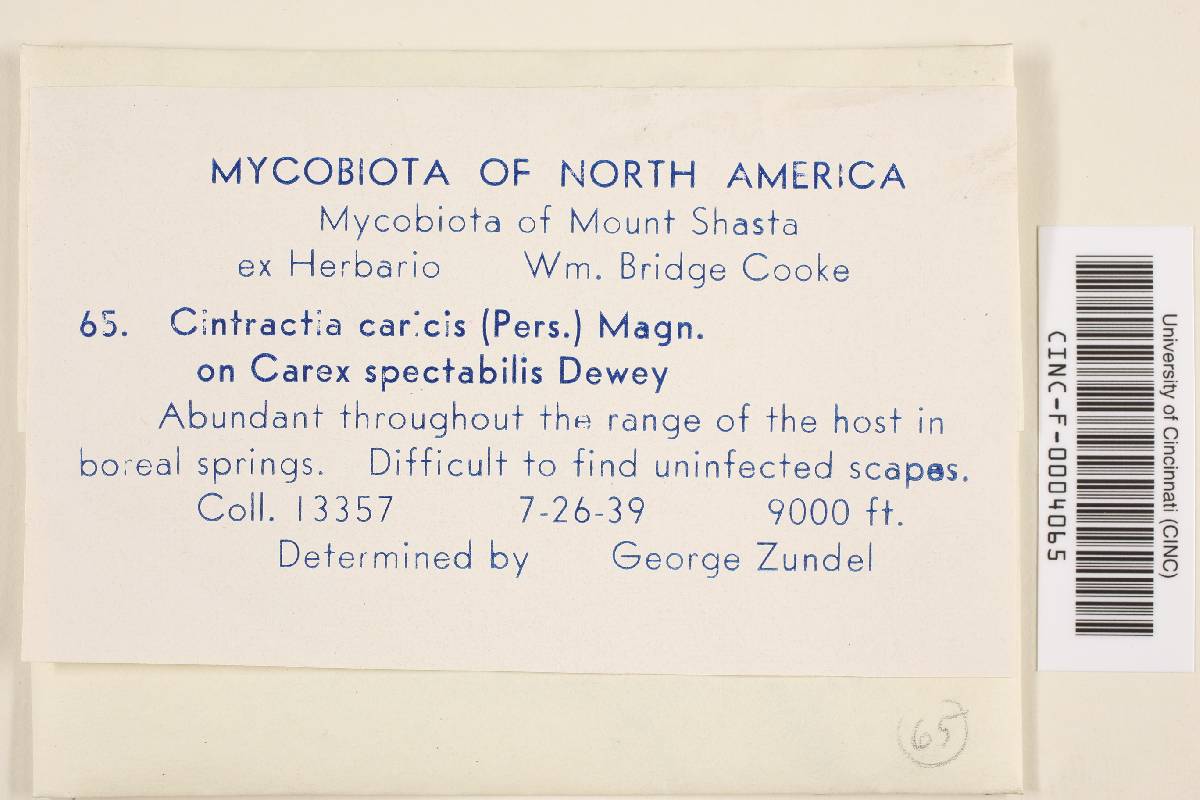 MYCOBIOTA OF NORTH AMERICA
Mycobiota of Mount Shasta
ex Herbario Wm. Bridge Cooke
65. Cintractia caricis (Pers.) Magn.
on Carex spectabilis Dewey
Abundant throughout the range of the host in
boreal springs. Difficult to find uninfected scapes.
Coll. 13357 7-26-39 9000 ft.
Determined by George Zundel
65
University of Cincinnati (CINC)
CINC-F-0004065